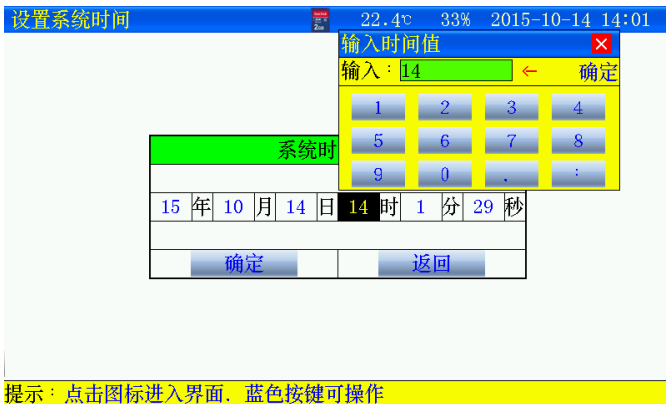 设置系统时间 22.4℃ 33% 2015-10-14 14:01
输入时间值
输入:14 ← 确定
1 2 3 4
5 6 7 8
9 0 . :
系统时
15 年 10 月 14 日 14 时 1 分 29 秒
确定 返回
提示:点击图标进入界面. 蓝色按键可操作